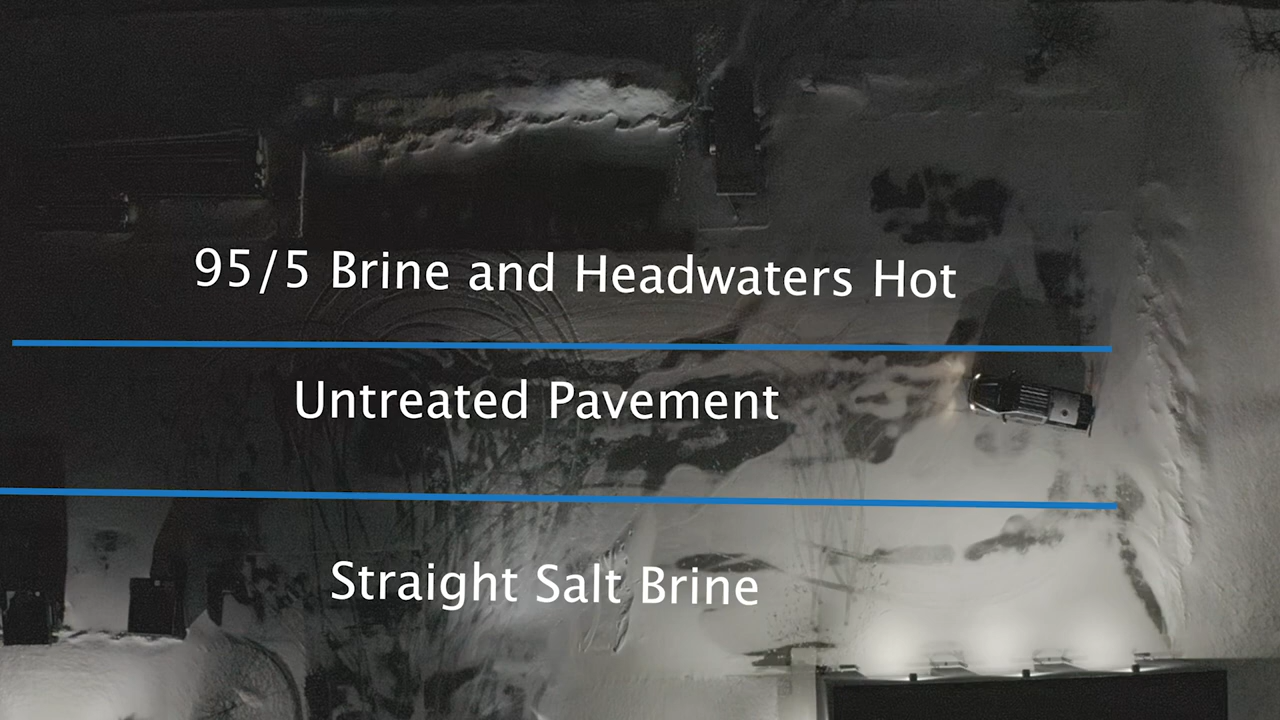 95/5 Brine and Headwaters Hot
Untreated Pavement
Straight Salt Brine